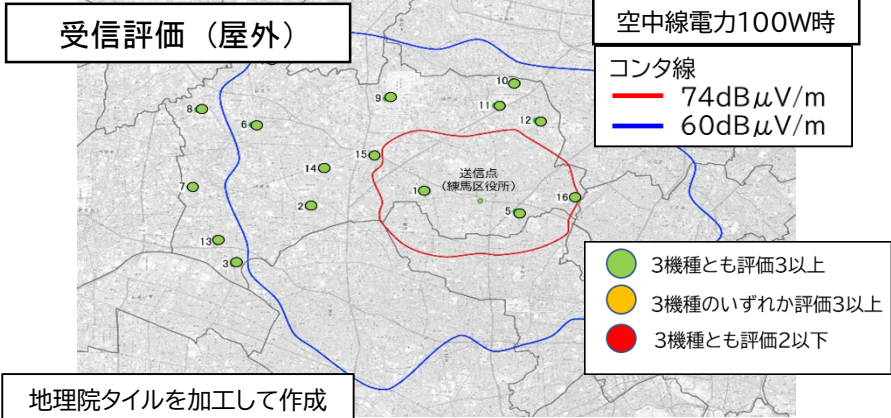 受信評価（屋外）
空中線電力100W時
コンタ線
74dBμV/m
60dBμV/m
10
9
11
8
12
6
15
14
送信点
（練馬区役所）
7
1
16
2
5
13
3
3機種とも評価3以上
3機種のいずれか評価3以上
3機種とも評価2以下
地理院タイルを加工して作成